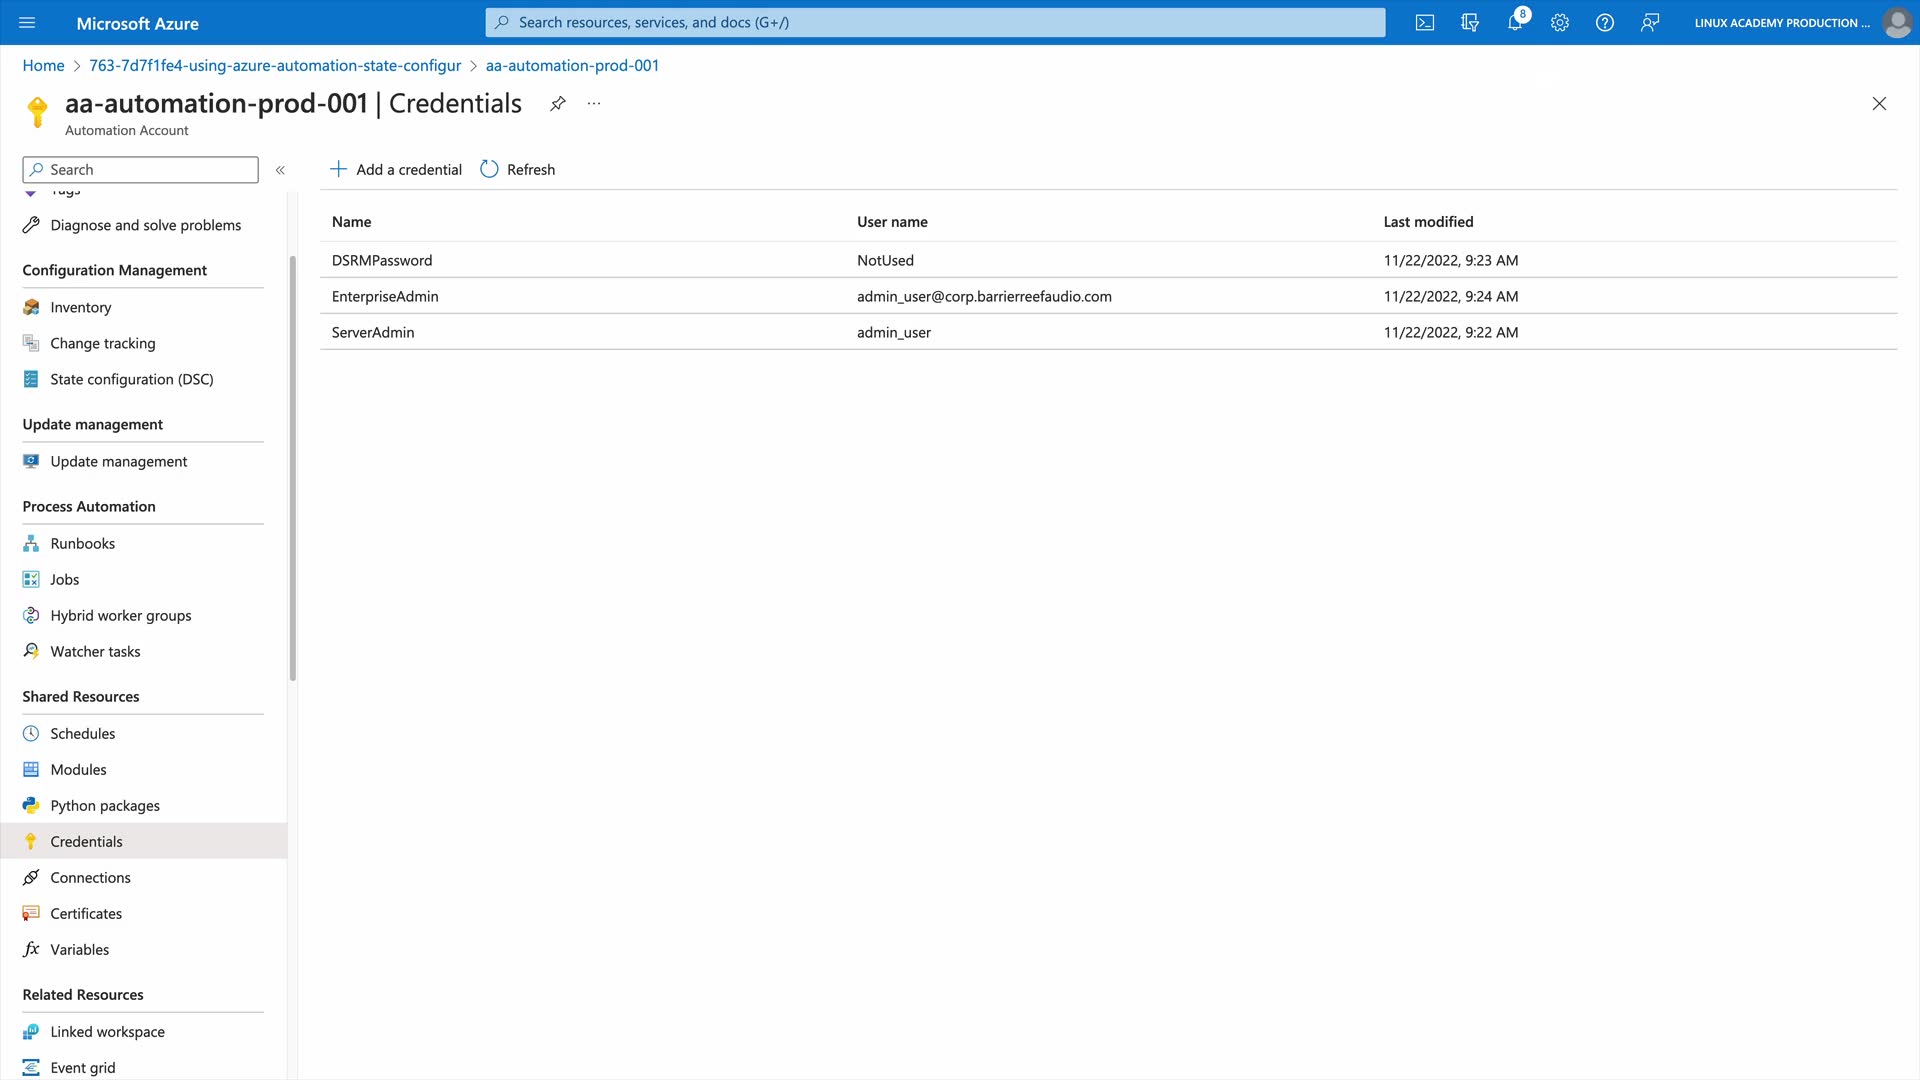 Microsoft Azure
Search resources, services, and docs (G+/)
8
LINUX ACADEMY PRODUCTION ...
Home > 763-7d7f1fe4-using-azure-automation-state-configur > aa-automation-prod-001
aa-automation-prod-001 | Credentials
Automation Account
Search
Add a credential
Refresh
Tags
Diagnose and solve problems
Configuration Management
Inventory
Change tracking
State configuration (DSC)
Update management
Update management
Process Automation
Runbooks
Jobs
Hybrid worker groups
Watcher tasks
Shared Resources
Schedules
Modules
Python packages
Credentials
Connections
Certificates
Variables
Related Resources
Linked workspace
Event grid
Name User name Last modified
DSRMPassword NotUsed 11/22/2022, 9:23 AM
EnterpriseAdmin admin_user@corp.barrierreefaudio.com 11/22/2022, 9:24 AM
ServerAdmin admin_user 11/22/2022, 9:22 AM